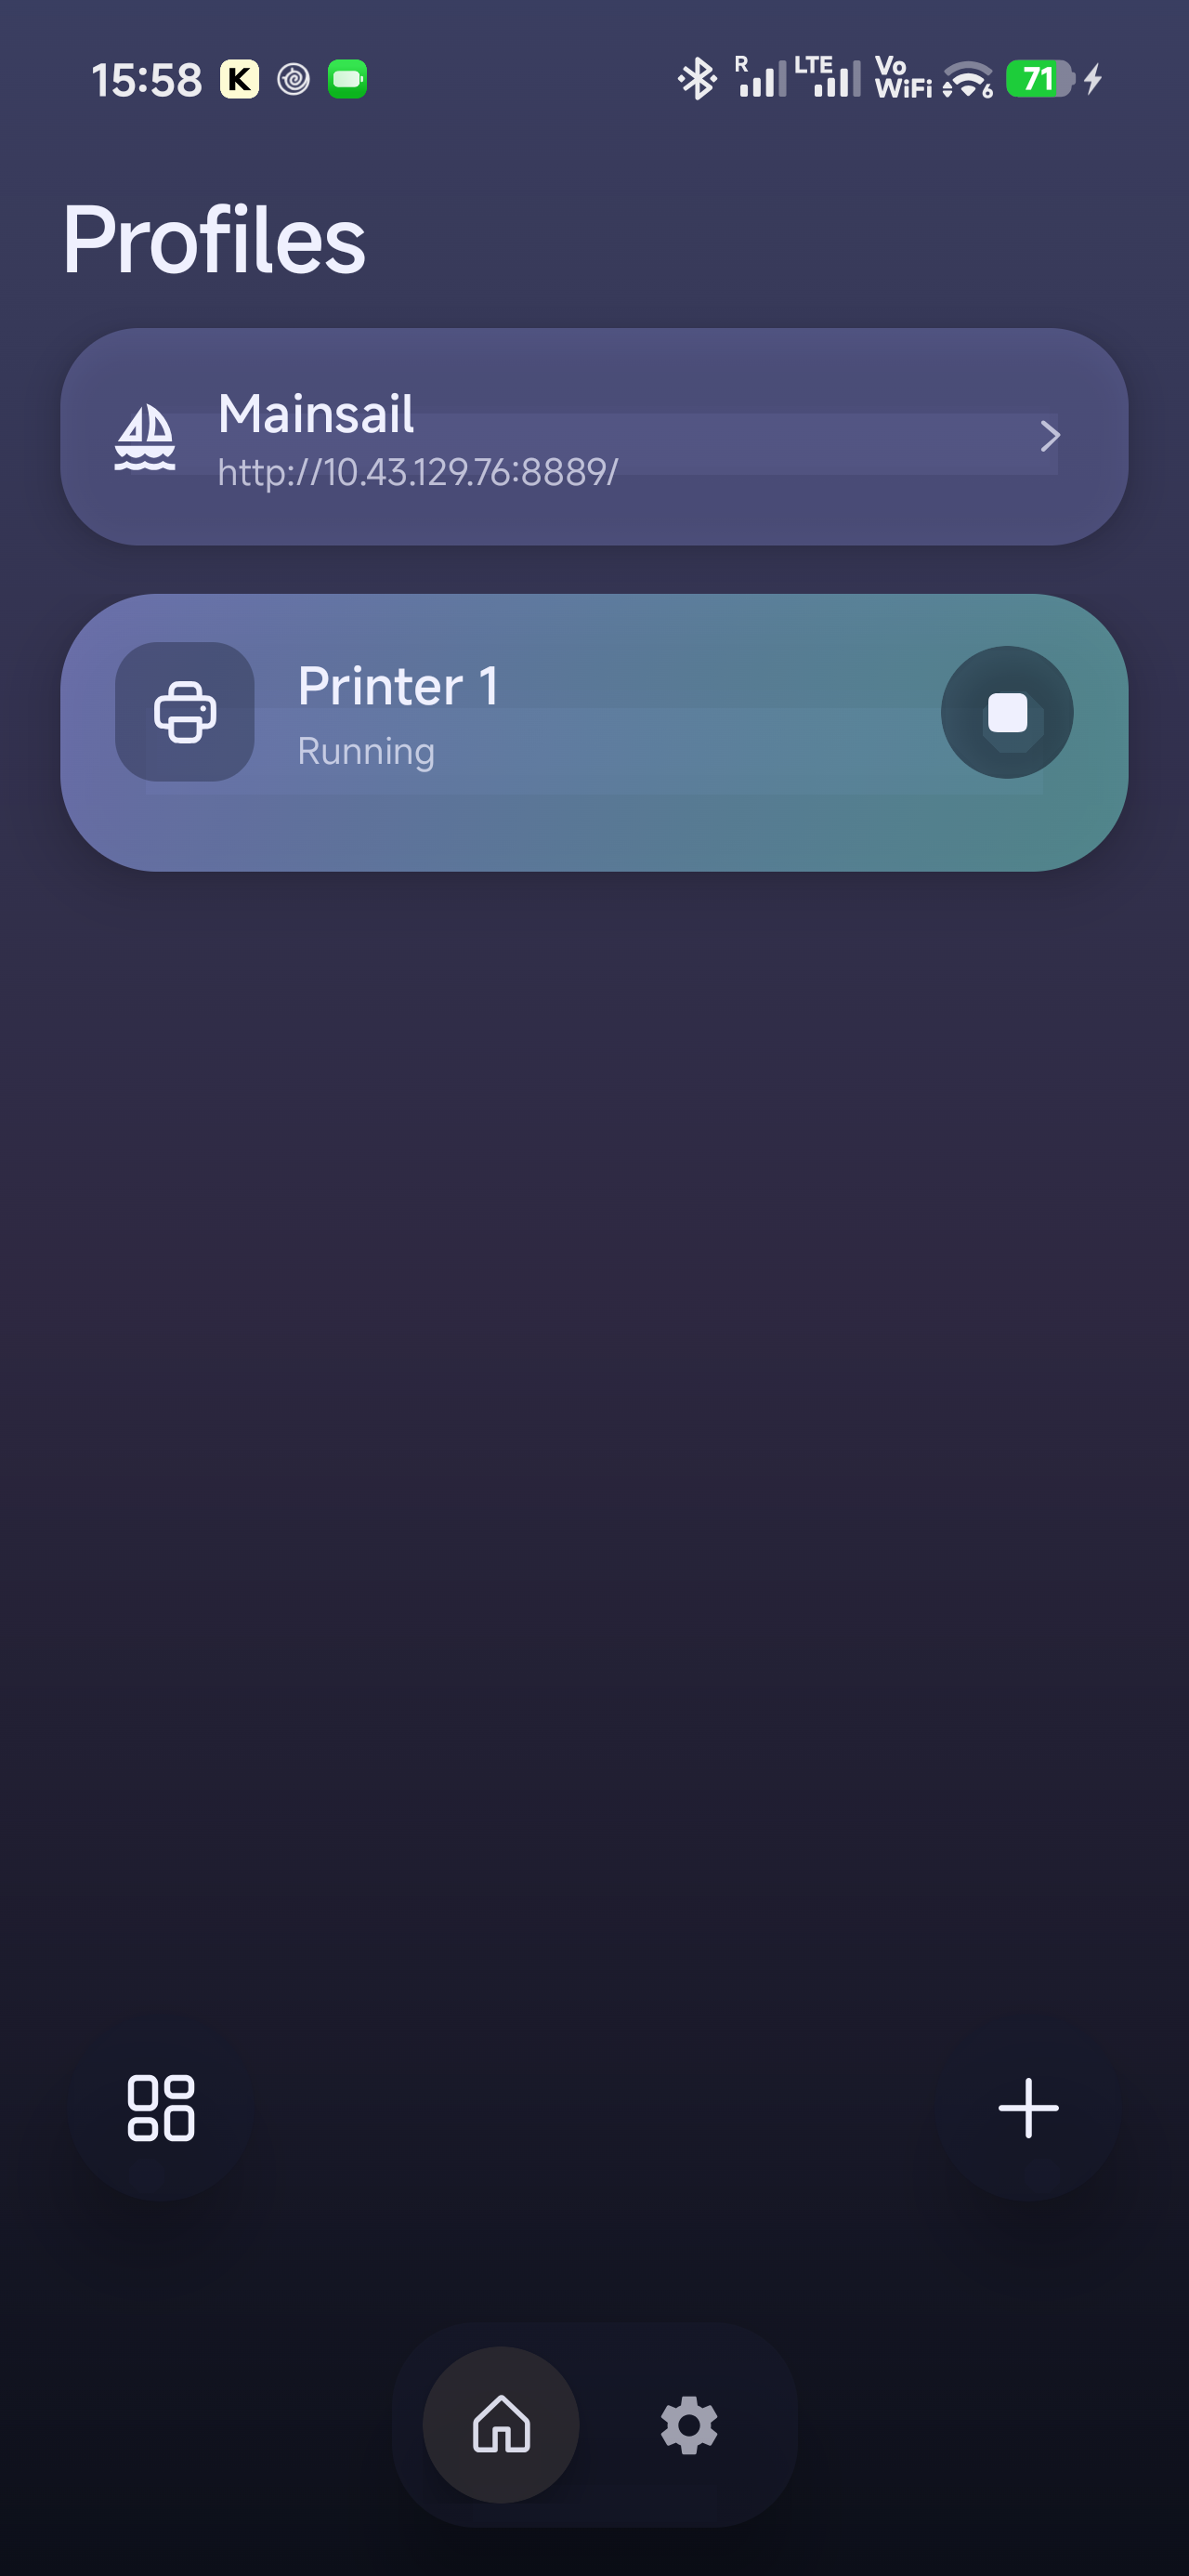 15:58 K R LTE Vo WiFi 6 71
Profiles
Mainsail
http://10.43.129.76:8889/
Printer 1
Running